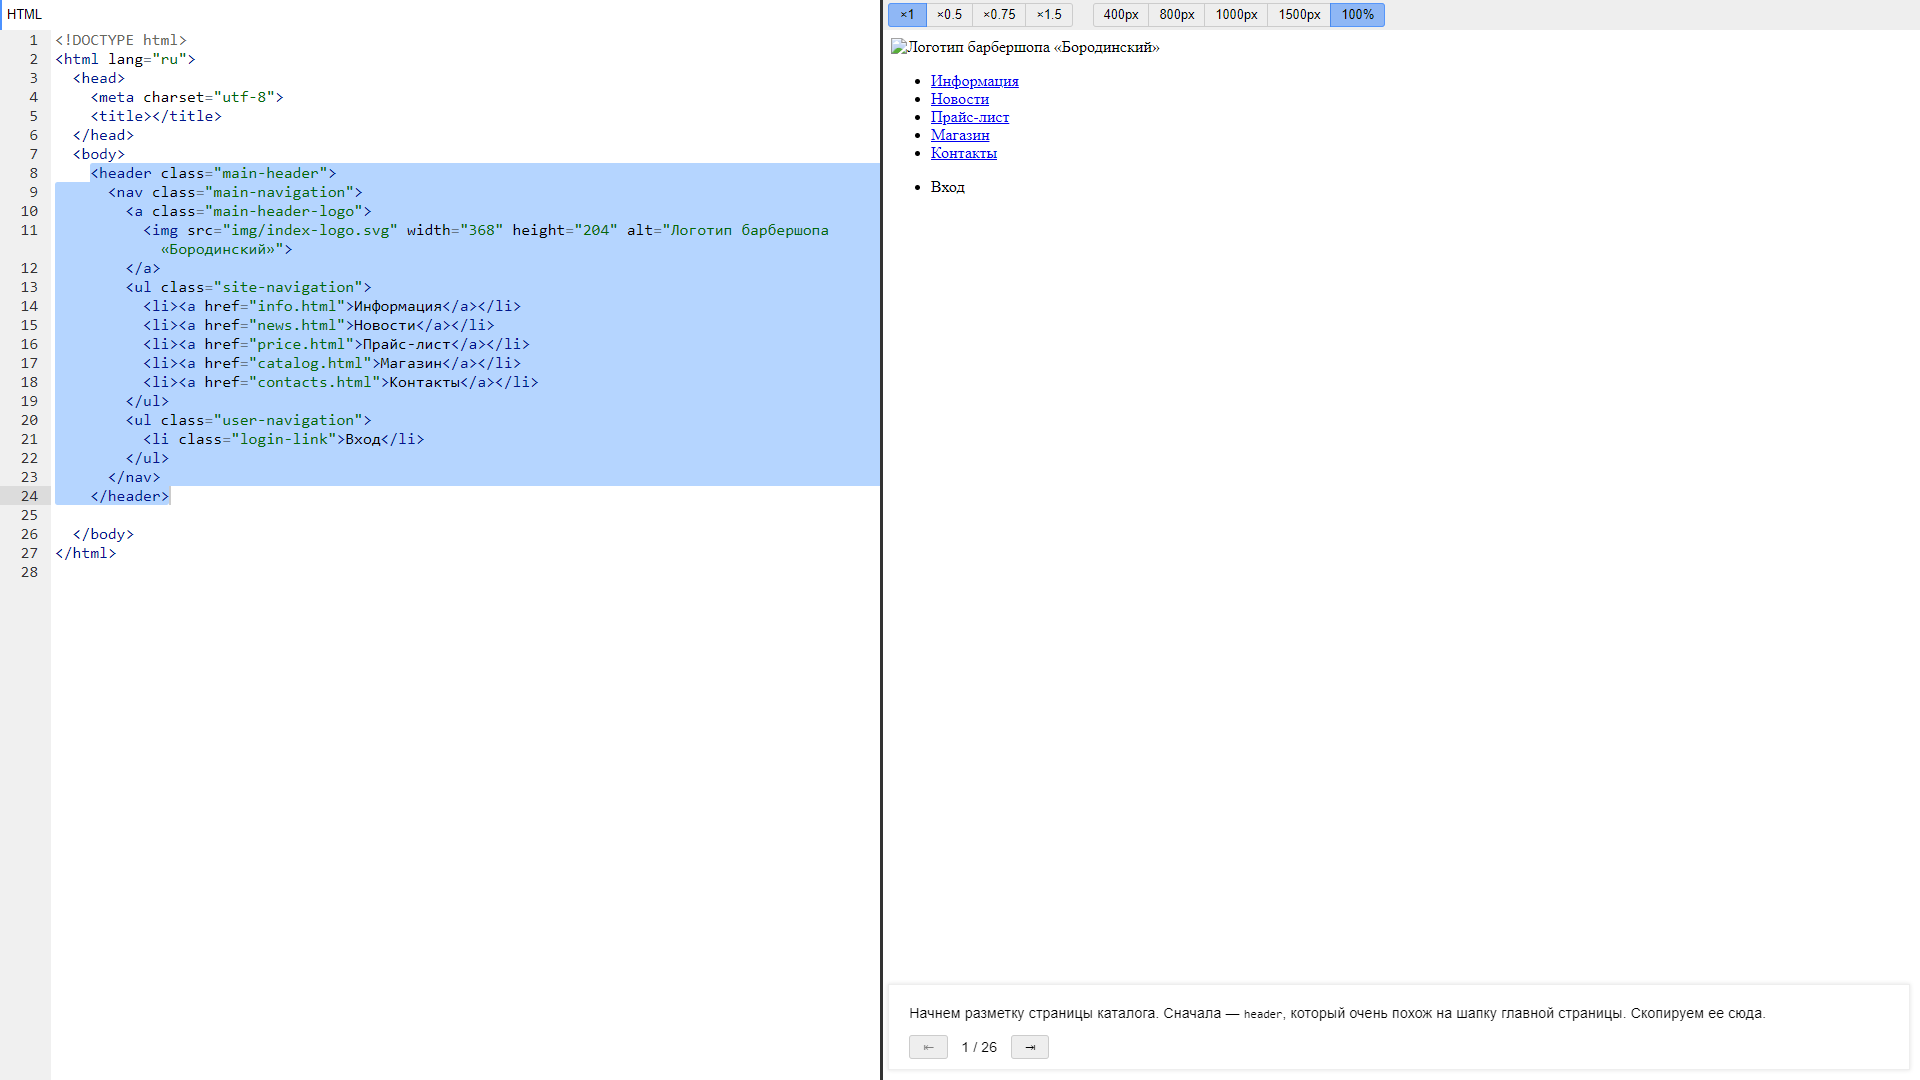 HTML
1 <!DOCTYPE html>
2 <html lang="ru">
3   <head>
4     <meta charset="utf-8">
5     <title></title>
6   </head>
7   <body>
8     <header class="main-header">
9       <nav class="main-navigation">
10         <a class="main-header-logo">
11           <img src="img/index-logo.svg" width="368" height="204" alt="Логотип барбершопа
«Бородинский»">
12         </a>
13         <ul class="site-navigation">
14           <li><a href="info.html">Информация</a></li>
15           <li><a href="news.html">Новости</a></li>
16           <li><a href="price.html">Прайс-лист</a></li>
17           <li><a href="catalog.html">Магазин</a></li>
18           <li><a href="contacts.html">Контакты</a></li>
19         </ul>
20         <ul class="user-navigation">
21           <li class="login-link">Вход</li>
22         </ul>
23       </nav>
24     </header>
25
26   </body>
27 </html>
28
×1 ×0.5 ×0.75 ×1.5 400px 800px 1000px 1500px 100%
Логотип барбершопа «Бородинский»
• Информация
• Новости
• Прайс-лист
• Магазин
• Контакты
• Вход
Начнем разметку страницы каталога. Сначала — header, который очень похож на шапку главной страницы. Скопируем ее сюда.
⇤ 1 / 26 ⇥